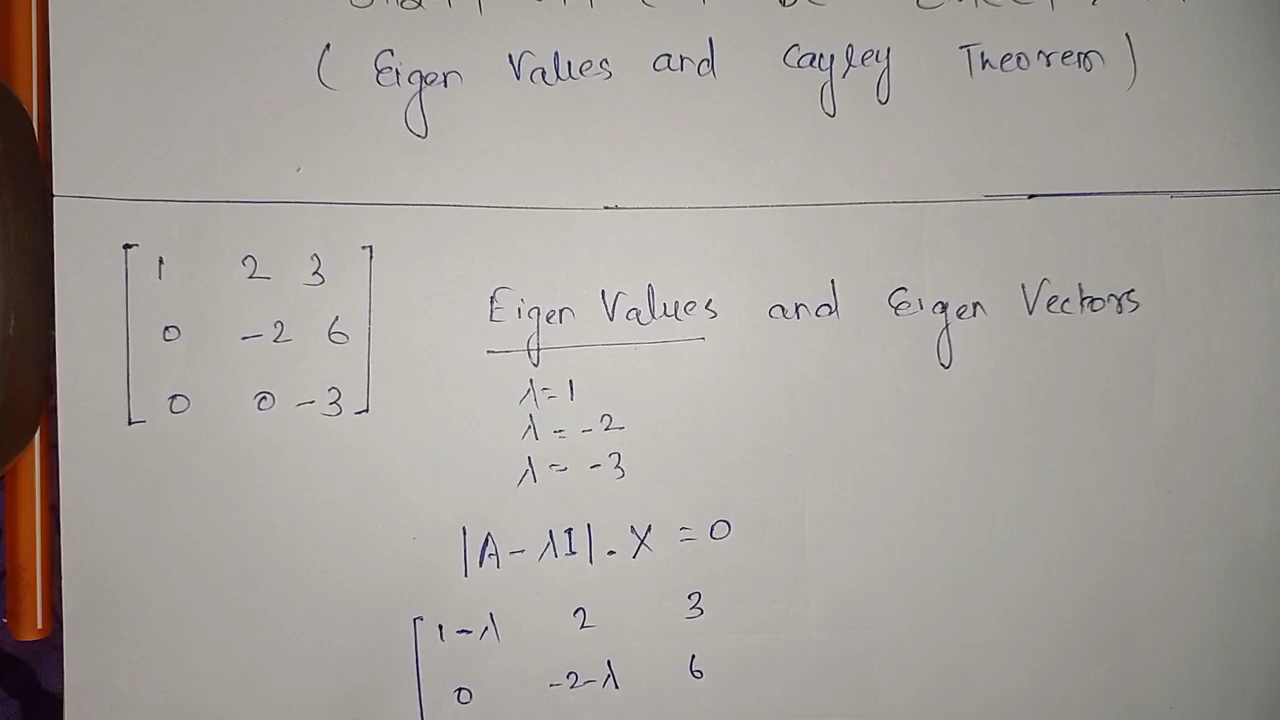 ( Eigen Values and Cayley Theorem )
1 2 3
0 -2 6
0 0 -3
Eigen Values and Eigen Vectors
λ = 1
λ = -2
λ = -3
|A - λI| . X = 0
1-λ 2 3
0 -2-λ 6